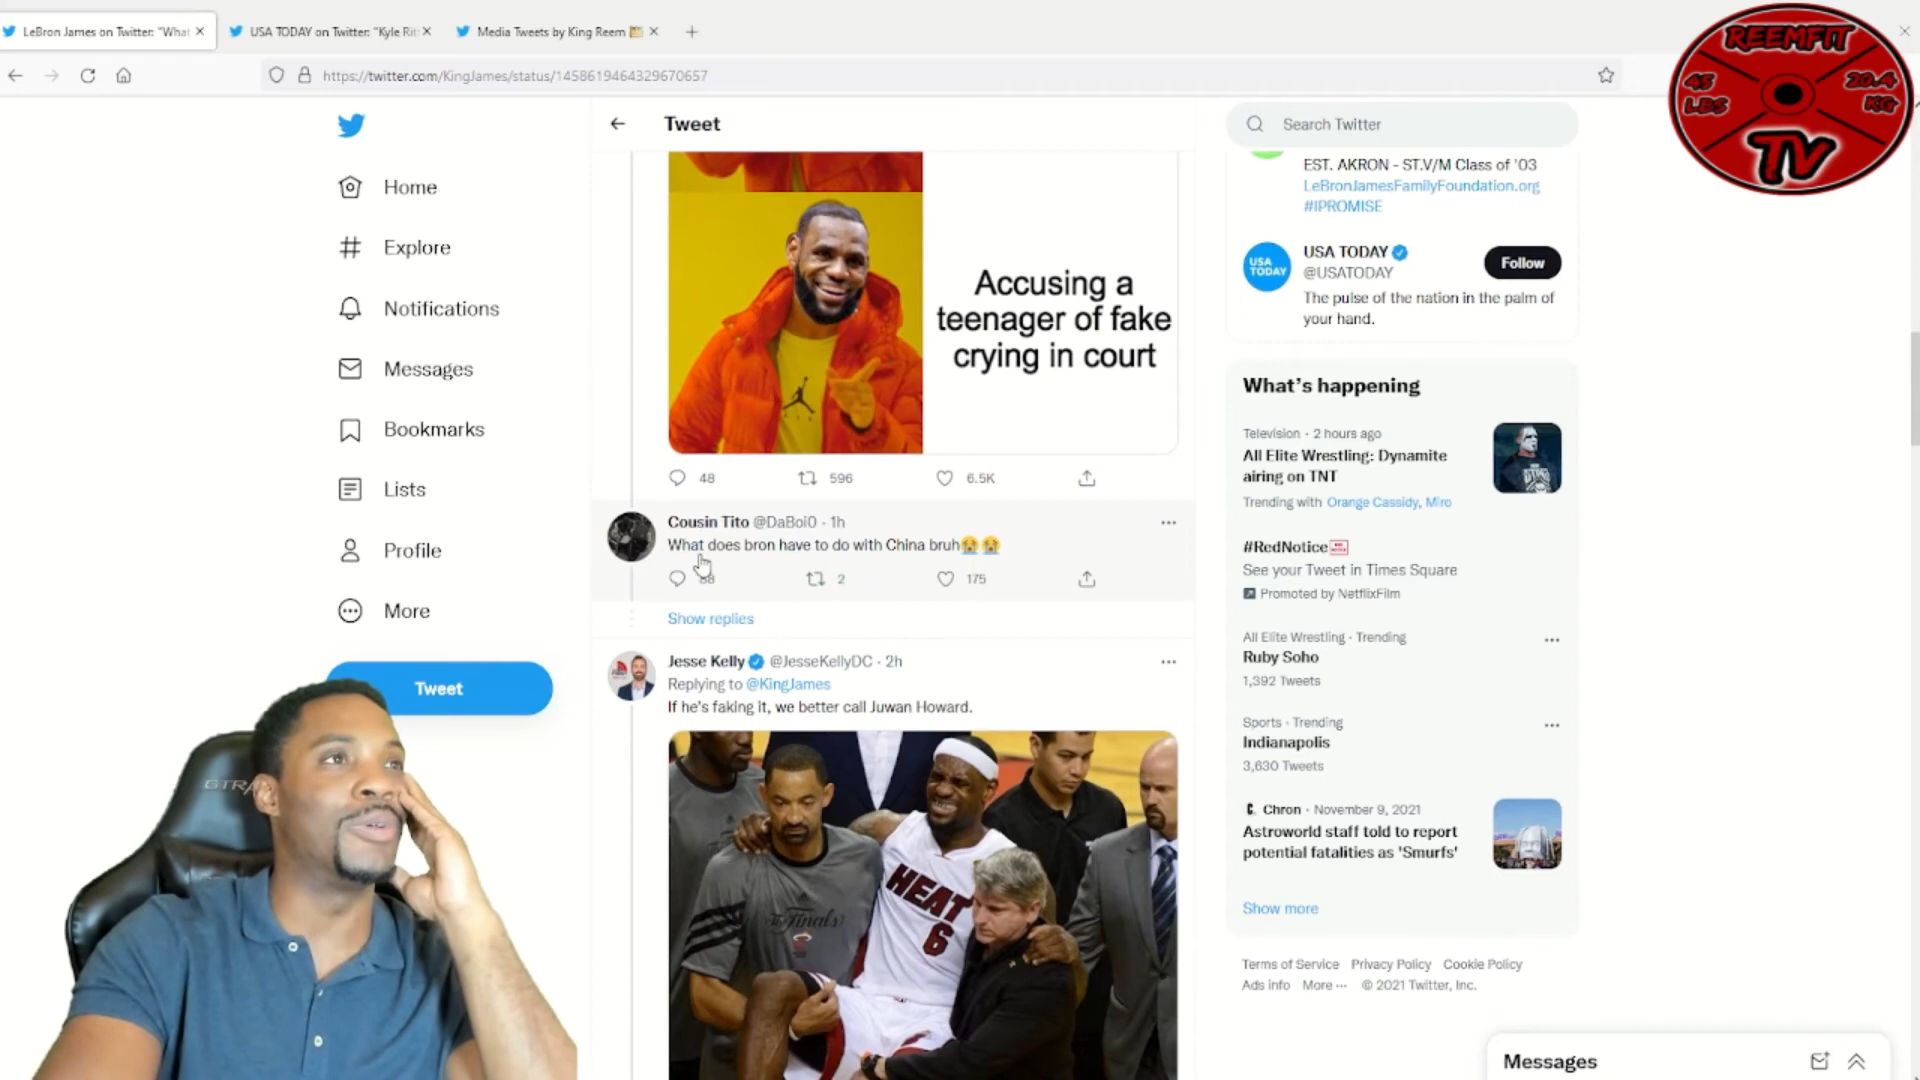 LeBron James on Twitter: "What
USA TODAY on Twitter: "Kyle Rit
Media Tweets by King Reem
https://twitter.com/KingJames/status/1458619464329670657
REEMFIT
45 LBS
20.4 KG
TV
Tweet
Search Twitter
Home
Explore
Notifications
Messages
Bookmarks
Lists
Profile
More
Tweet
Accusing a
teenager of fake
crying in court
48
596
6.5K
Cousin Tito @DaBoi0 · 1h
What does bron have to do with China bruh😭😭
68
2
175
Show replies
Jesse Kelly @JesseKellyDC · 2h
Replying to @KingJames
If he's faking it, we better call Juwan Howard.
The Finals
HEAT
6
EST. AKRON - ST.V/M Class of '03
LeBronJamesFamilyFoundation.org
#IPROMISE
USA TODAY
USA TODAY
@USATODAY
Follow
The pulse of the nation in the palm of
your hand.
What's happening
Television · 2 hours ago
All Elite Wrestling: Dynamite
airing on TNT
Trending with Orange Cassidy, Miro
#RedNotice
See your Tweet in Times Square
Promoted by NetflixFilm
All Elite Wrestling · Trending
Ruby Soho
1,392 Tweets
Sports · Trending
Indianapolis
3,630 Tweets
Chron · November 9, 2021
Astroworld staff told to report
potential fatalities as 'Smurfs'
Show more
Terms of Service Privacy Policy Cookie Policy
Ads info More ··· © 2021 Twitter, Inc.
Messages